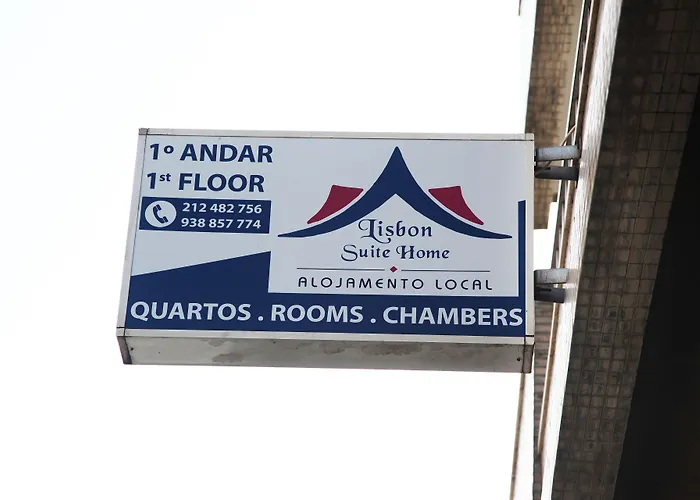 1º ANDAR
1st FLOOR
212 482 756
938 857 774
Lisbon
Suite Home
ALOJAMENTO LOCAL
QUARTOS . ROOMS . CHAMBERS